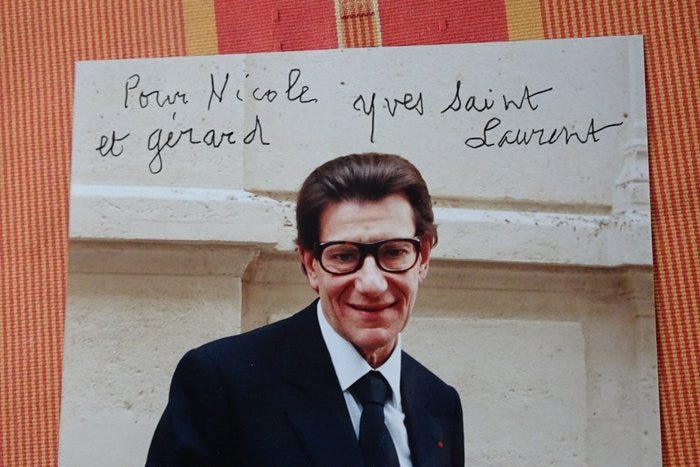 Pour Nicole
et gérard
Yves Saint
Laurent